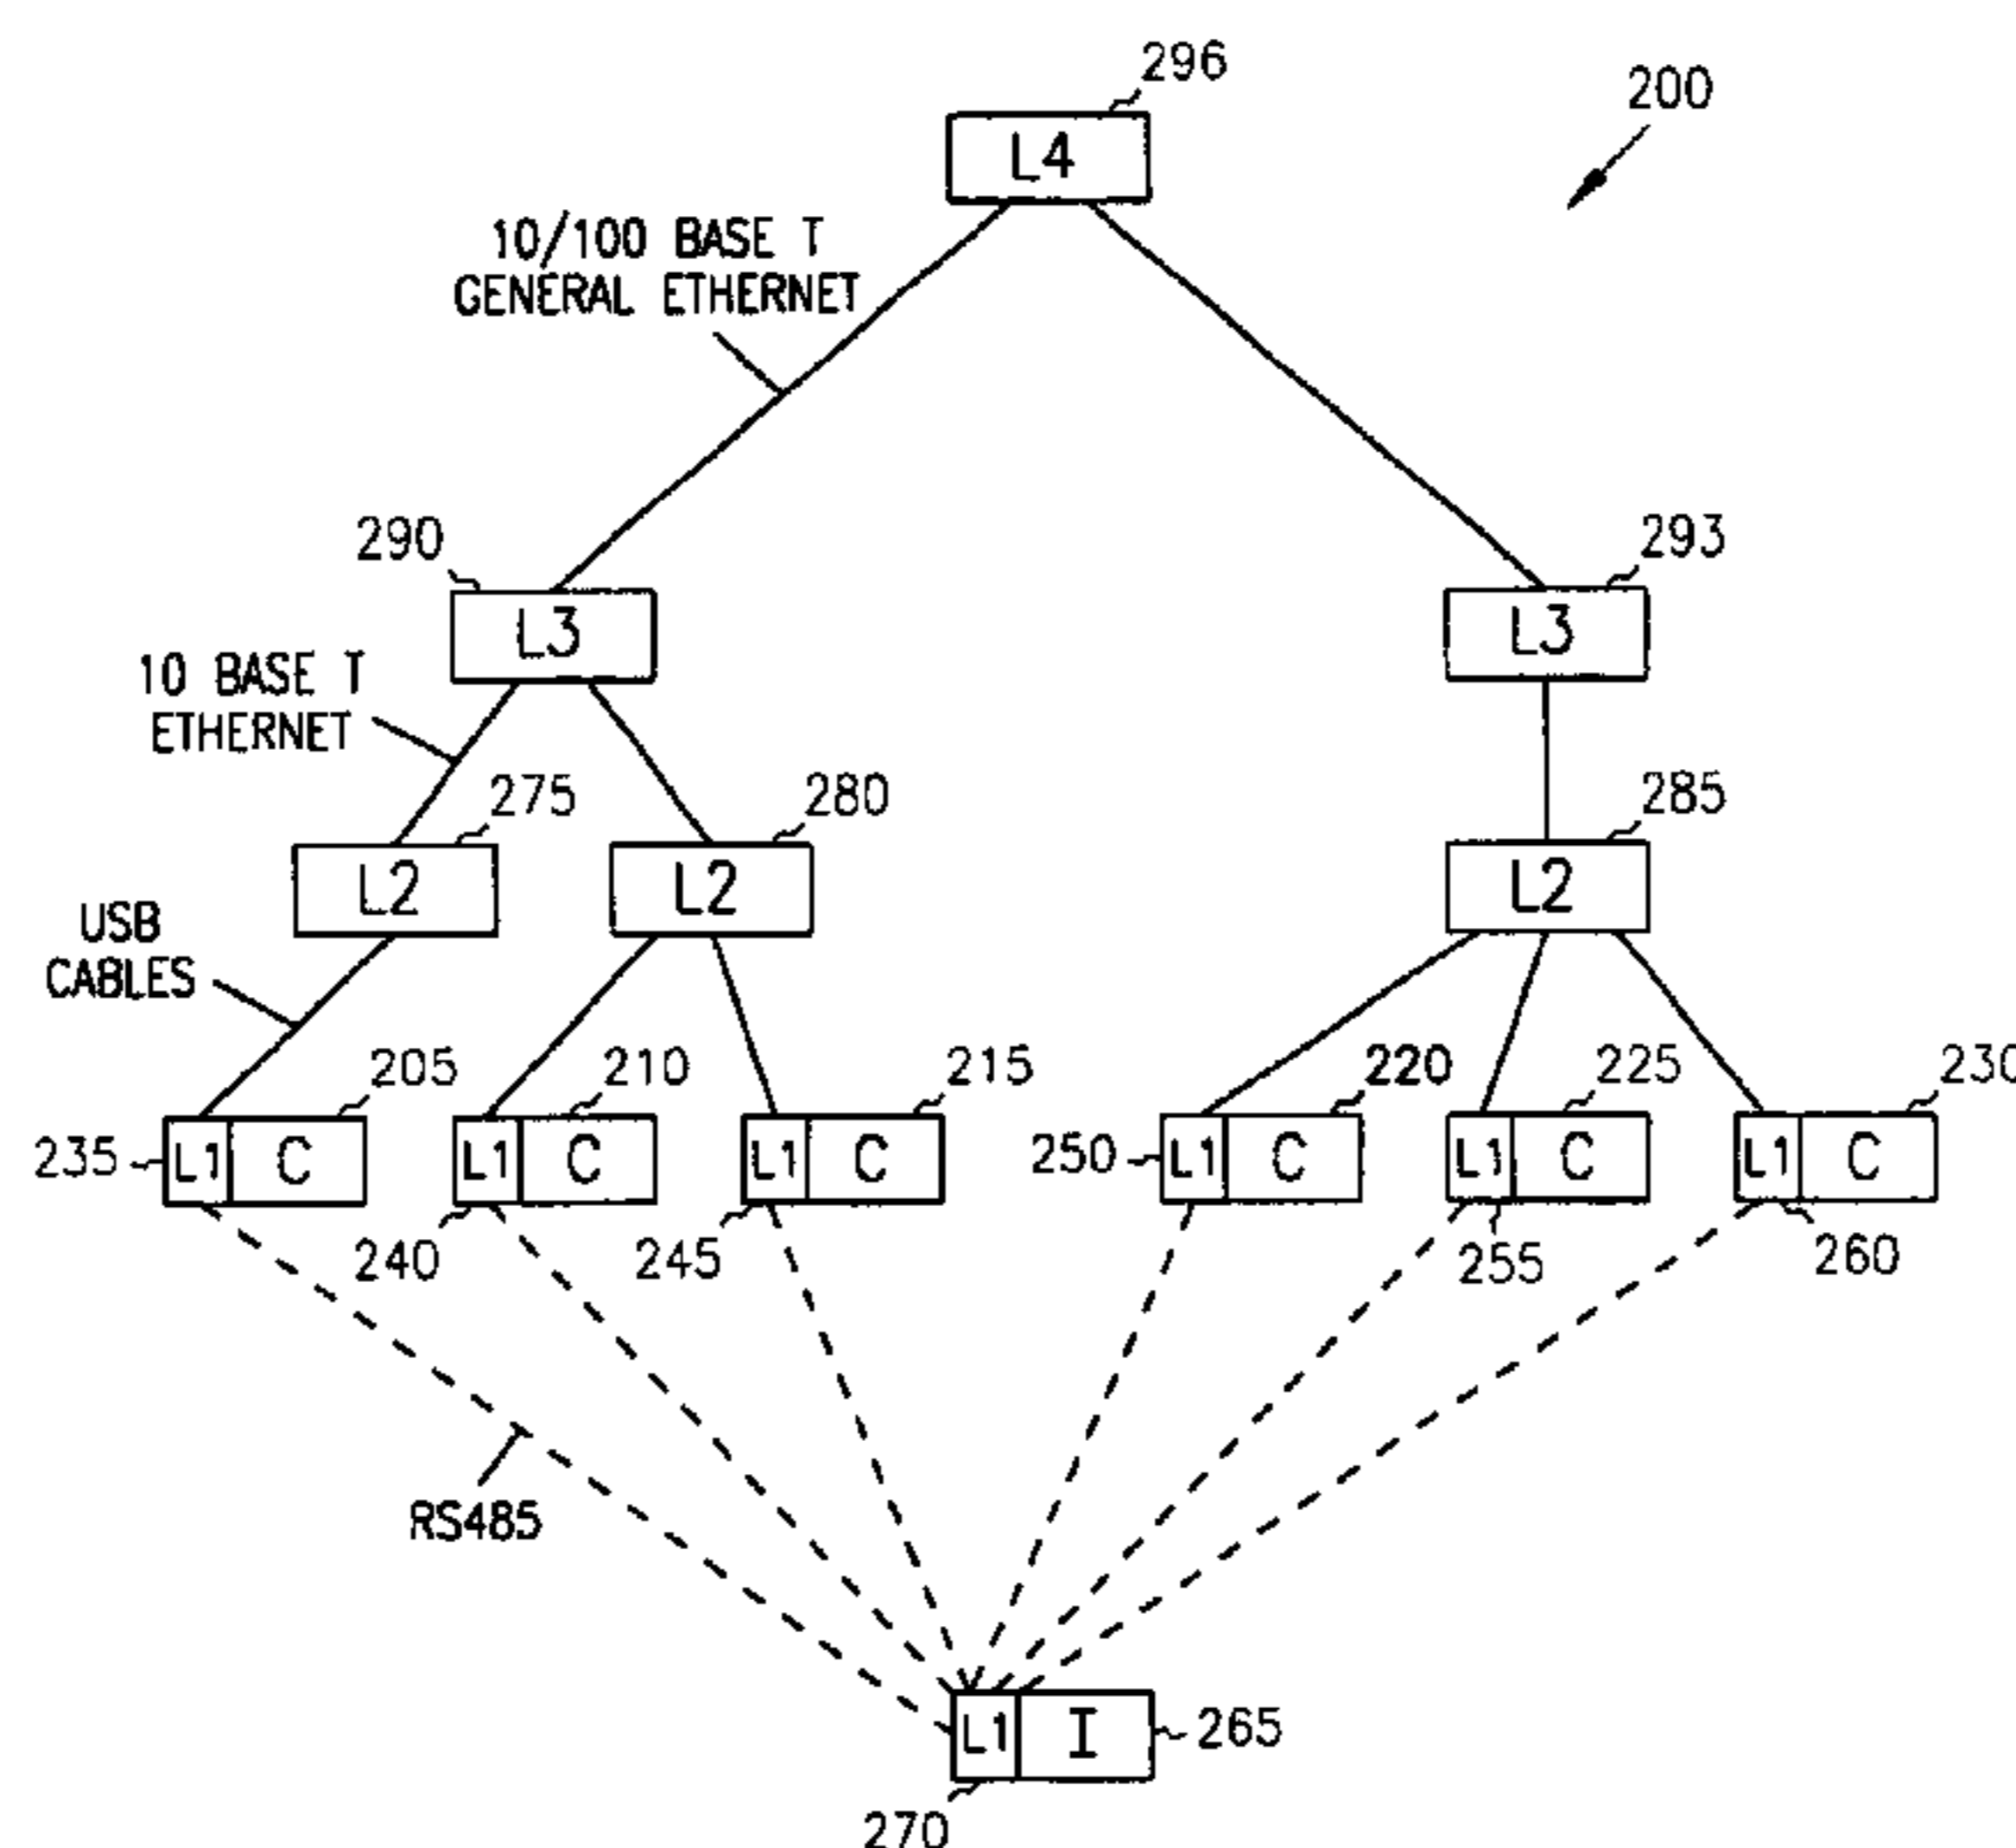 296
200
L4
10/100 BASE T
GENERAL ETHERNET
290
293
L3
L3
10 BASE T
ETHERNET
275
280
285
L2
L2
L2
USB
CABLES
205
210
215
220
225
230
235
L1
C
L1
C
L1
C
250
L1
C
L1
C
L1
C
240
245
255
260
RS485
L1
I
265
270